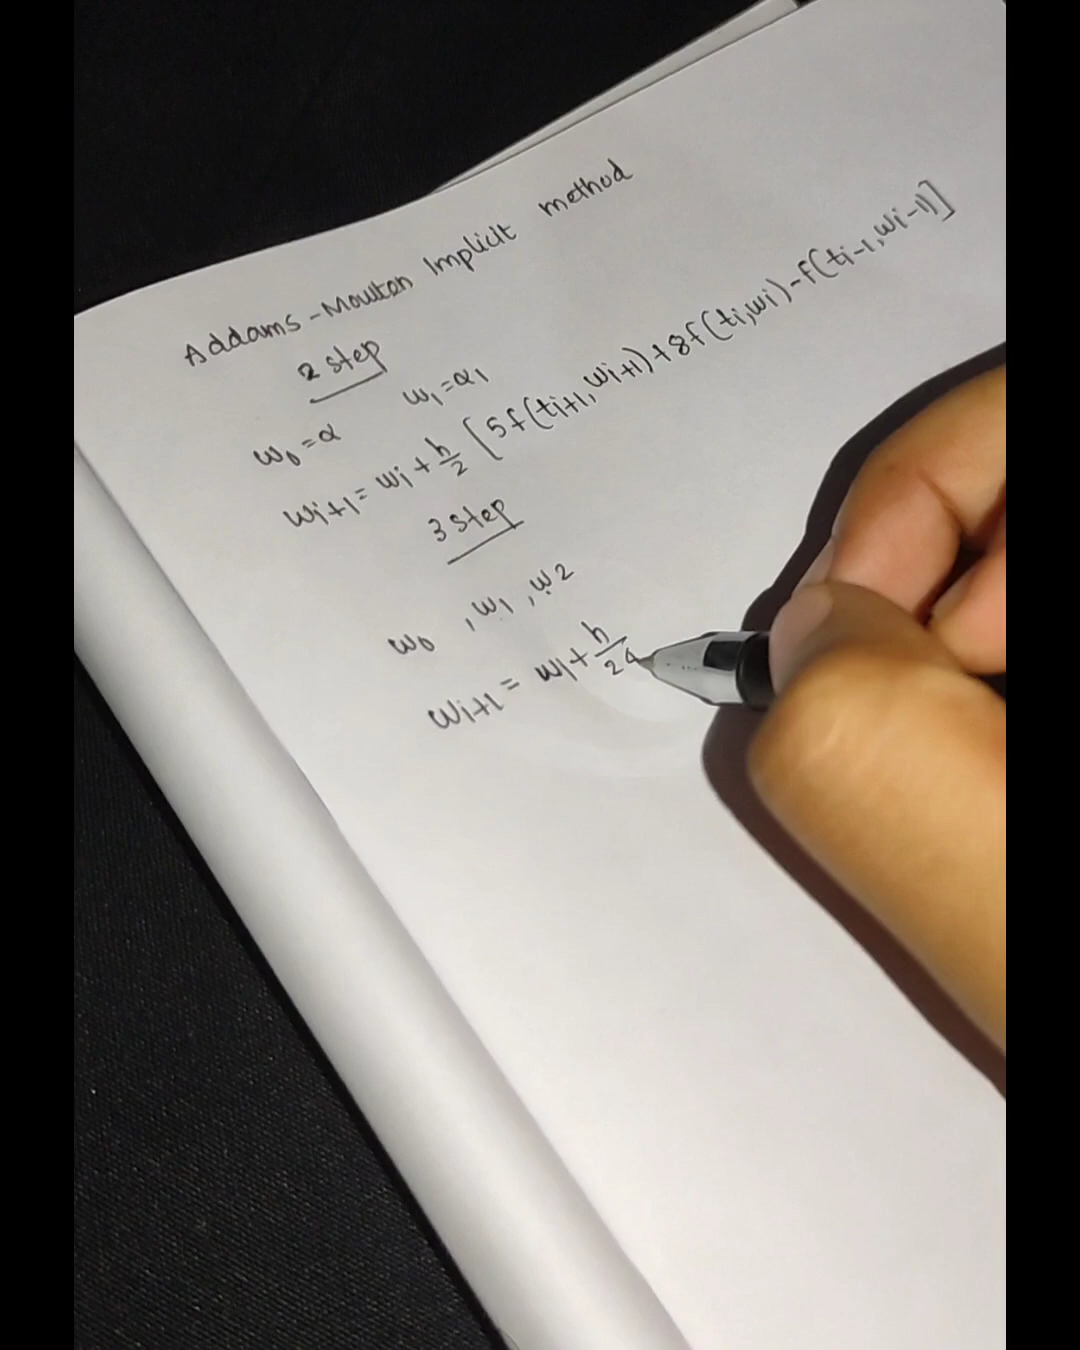 Addams - Moulton Implicit method
2 step
w₀ = α w₁ = α₁
wi+1 = wi + h/2 [5f(ti+1, wi+1) + 8f(ti, wi) - f(ti-1, wi-1)]
3 step
w₀ , w₁ , w₂
wi+1 = wi + h/24